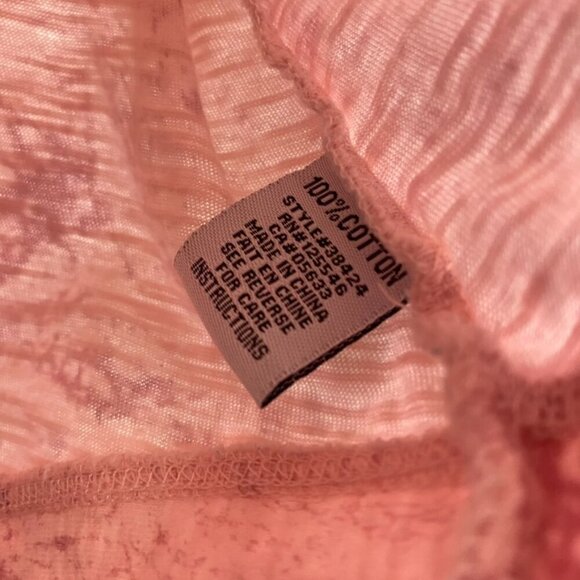 100% COTTON
STYLE#38424
RN#125546
CA#05633
MADE IN CHINA
FAIT EN CHINE
SEE REVERSE
FOR CARE
INSTRUCTIONS